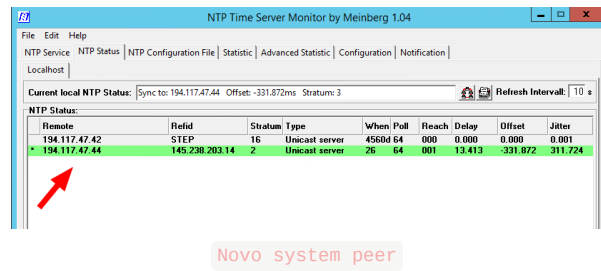 NTP Time Server Monitor by Meinberg 1.04
File Edit Help
NTP Service NTP Status NTP Configuration File Statistic Advanced Statistic Configuration Notification
Localhost
Current local NTP Status: Sync to: 194.117.47.44 Offset: -331.872ms Stratum: 3 Refresh Intervall: 10 s
NTP Status:
Remote Refid Stratum Type When Poll Reach Delay Offset Jitter
194.117.47.42 STEP 16 Unicast server 4560d 64 000 0.000 0.000 0.001
* 194.117.47.44 145.238.203.14 2 Unicast server 26 64 001 13.413 -331.872 311.724
Novo system peer